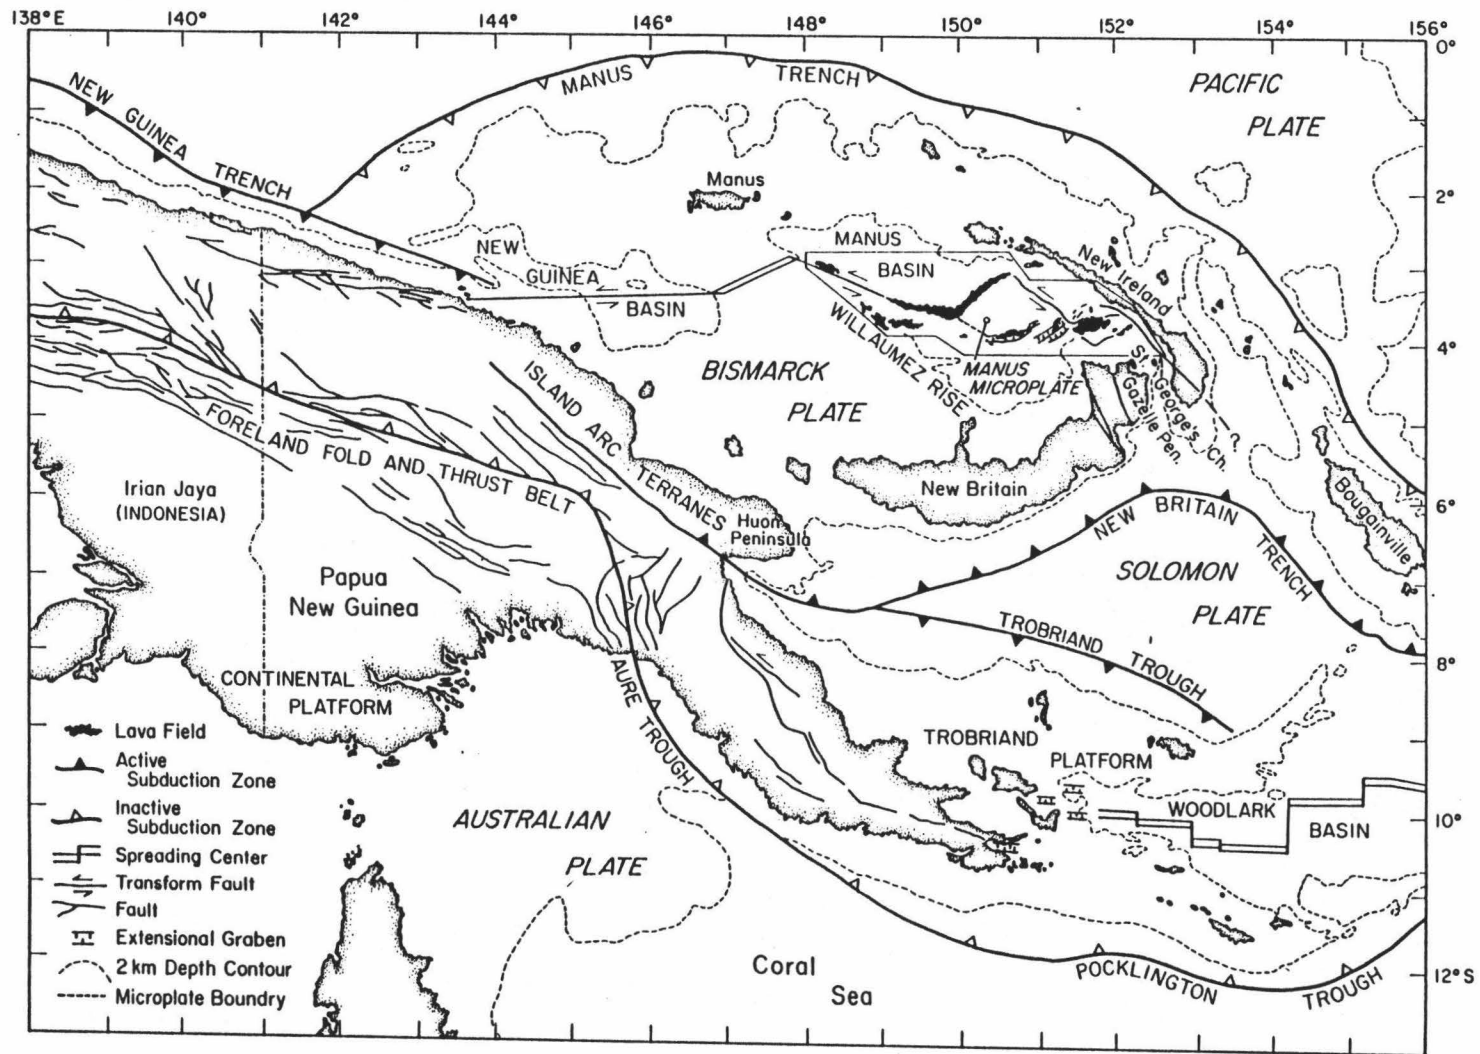 138°E 140° 142° 144° 146° 148° 150° 152° 154° 156°
0°
2°
4°
6°
8°
10°
12°S
NEW GUINEA TRENCH
MANUS TRENCH
PACIFIC
PLATE
Manus
NEW
GUINEA
BASIN
MANUS
BASIN
New Ireland
WILLAUMEZ RISE
MANUS
MICROPLATE
BISMARCK
PLATE
St. George's Ch.
Gazelle Pen.
?
ISLAND ARC TERRANES
FORELAND FOLD AND THRUST BELT
Irian Jaya
(INDONESIA)
New Britain
Huon
Peninsula
NEW BRITAIN TRENCH
Bougainville
Papua
New Guinea
SOLOMON
PLATE
TROBRIAND TROUGH
CONTINENTAL
PLATFORM
AURE TROUGH
TROBRIAND
PLATFORM
WOODLARK
BASIN
AUSTRALIAN
PLATE
Coral
Sea
POCKLINGTON TROUGH
Lava Field
Active
Subduction Zone
Inactive
Subduction Zone
Spreading Center
Transform Fault
Fault
Extensional Graben
2 km Depth Contour
Microplate Boundry